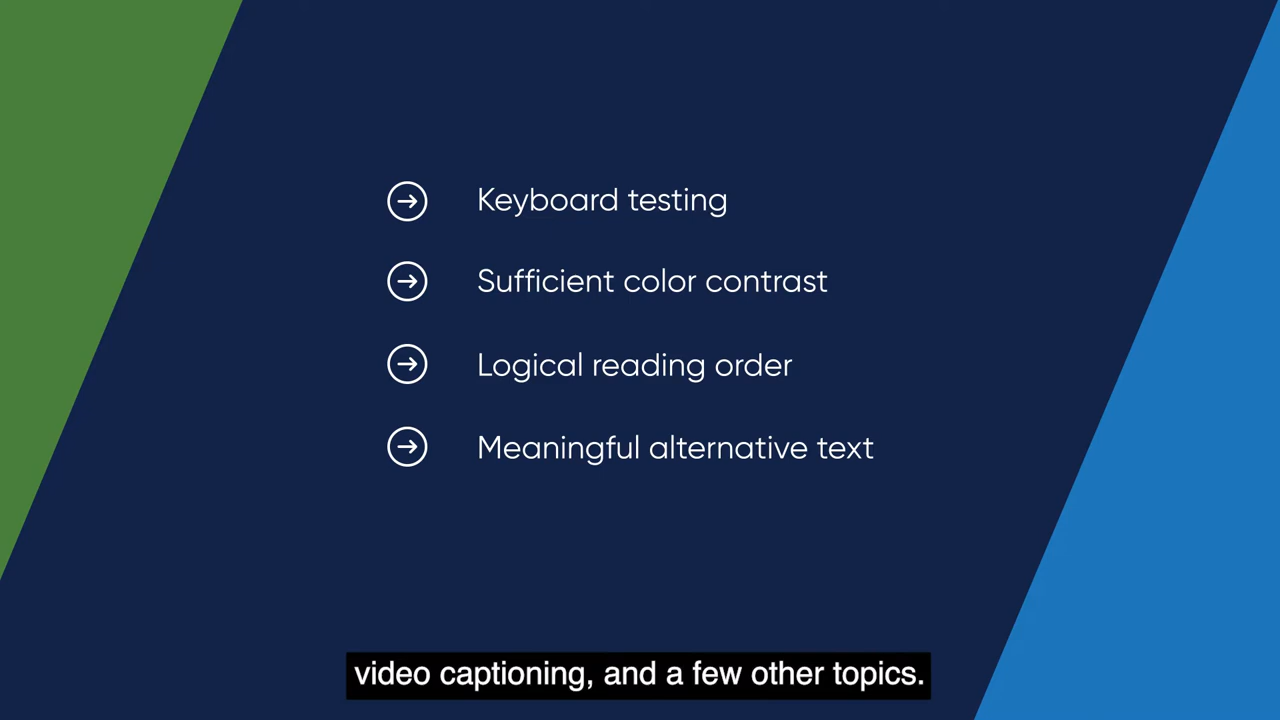 Keyboard testing
Sufficient color contrast
Logical reading order
Meaningful alternative text
video captioning, and a few other topics.